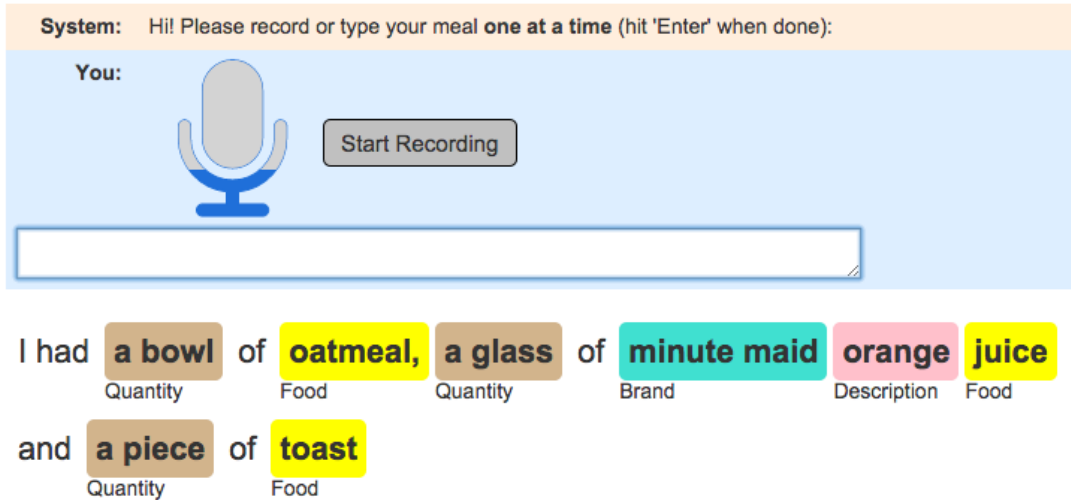 System: Hi! Please record or type your meal one at a time (hit 'Enter' when done):
You:
Start Recording
I had a bowl of oatmeal, a glass of minute maid orange juice
Quantity Food Quantity Brand Description Food
and a piece of toast
Quantity Food